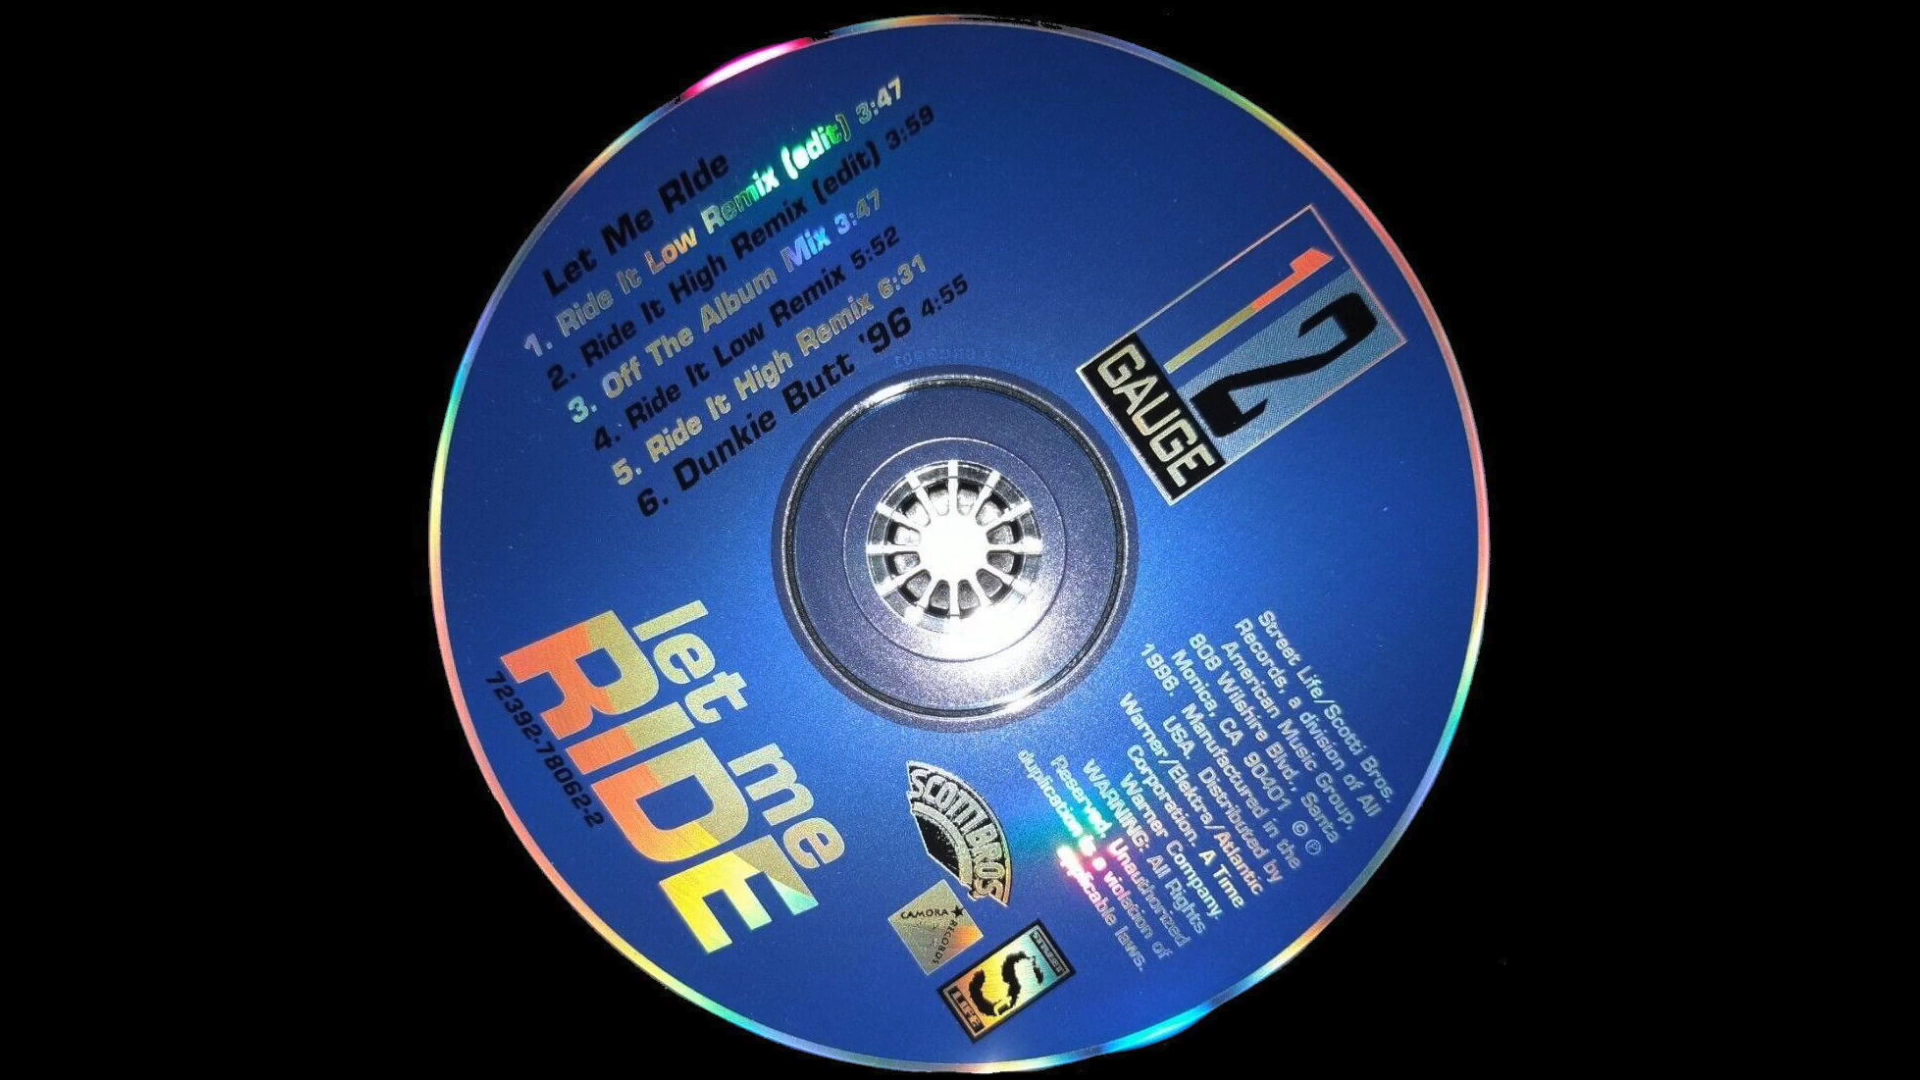 Let Me RIde
1. Ride It Low Remix (edit) 3:47
2. Ride It High Remix (edit) 3:59
3. Off The Album Mix 3:47
4. Ride It Low Remix 5:52
5. Ride It High Remix 6:31
6. Dunkie Butt '96 4:55
12
GAUGE
let me
RIDE
72392-78062-2
SCOTTI BROS
CAMORA
RECORDS
STREET
LIFE
Street Life/Scotti Bros.
Records, a division of All
American Music Group,
808 Wilshire Blvd, Santa
Monica, CA 90401. © ℗
1996. Manufactured in the
USA. Distributed by
Warner/Elektra/Atlantic
Corporation. A Time
Warner Company.
WARNING: All Rights
Reserved. Unauthorized
duplication is a violation of
applicable laws.